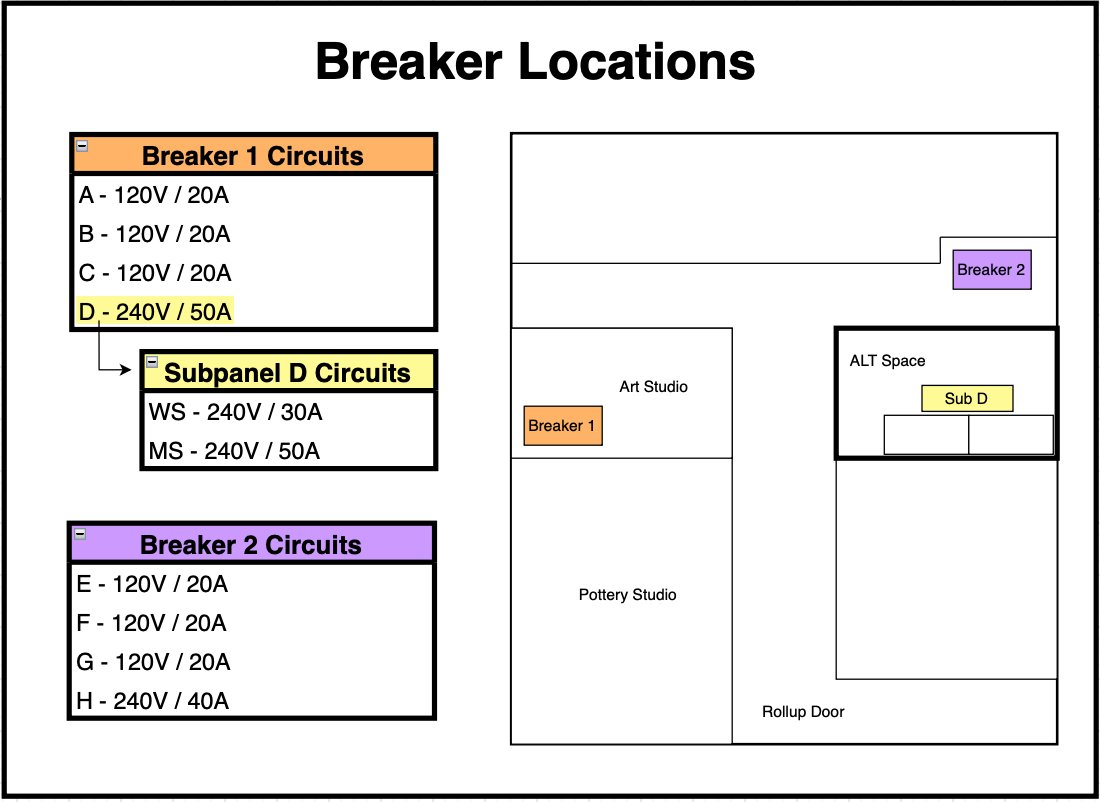 Breaker Locations
Breaker 1 Circuits
A - 120V / 20A
B - 120V / 20A
C - 120V / 20A
D - 240V / 50A
Subpanel D Circuits
WS - 240V / 30A
MS - 240V / 50A
Breaker 2 Circuits
E - 120V / 20A
F - 120V / 20A
G - 120V / 20A
H - 240V / 40A
Breaker 2
ALT Space
Art Studio
Sub D
Breaker 1
Pottery Studio
Rollup Door